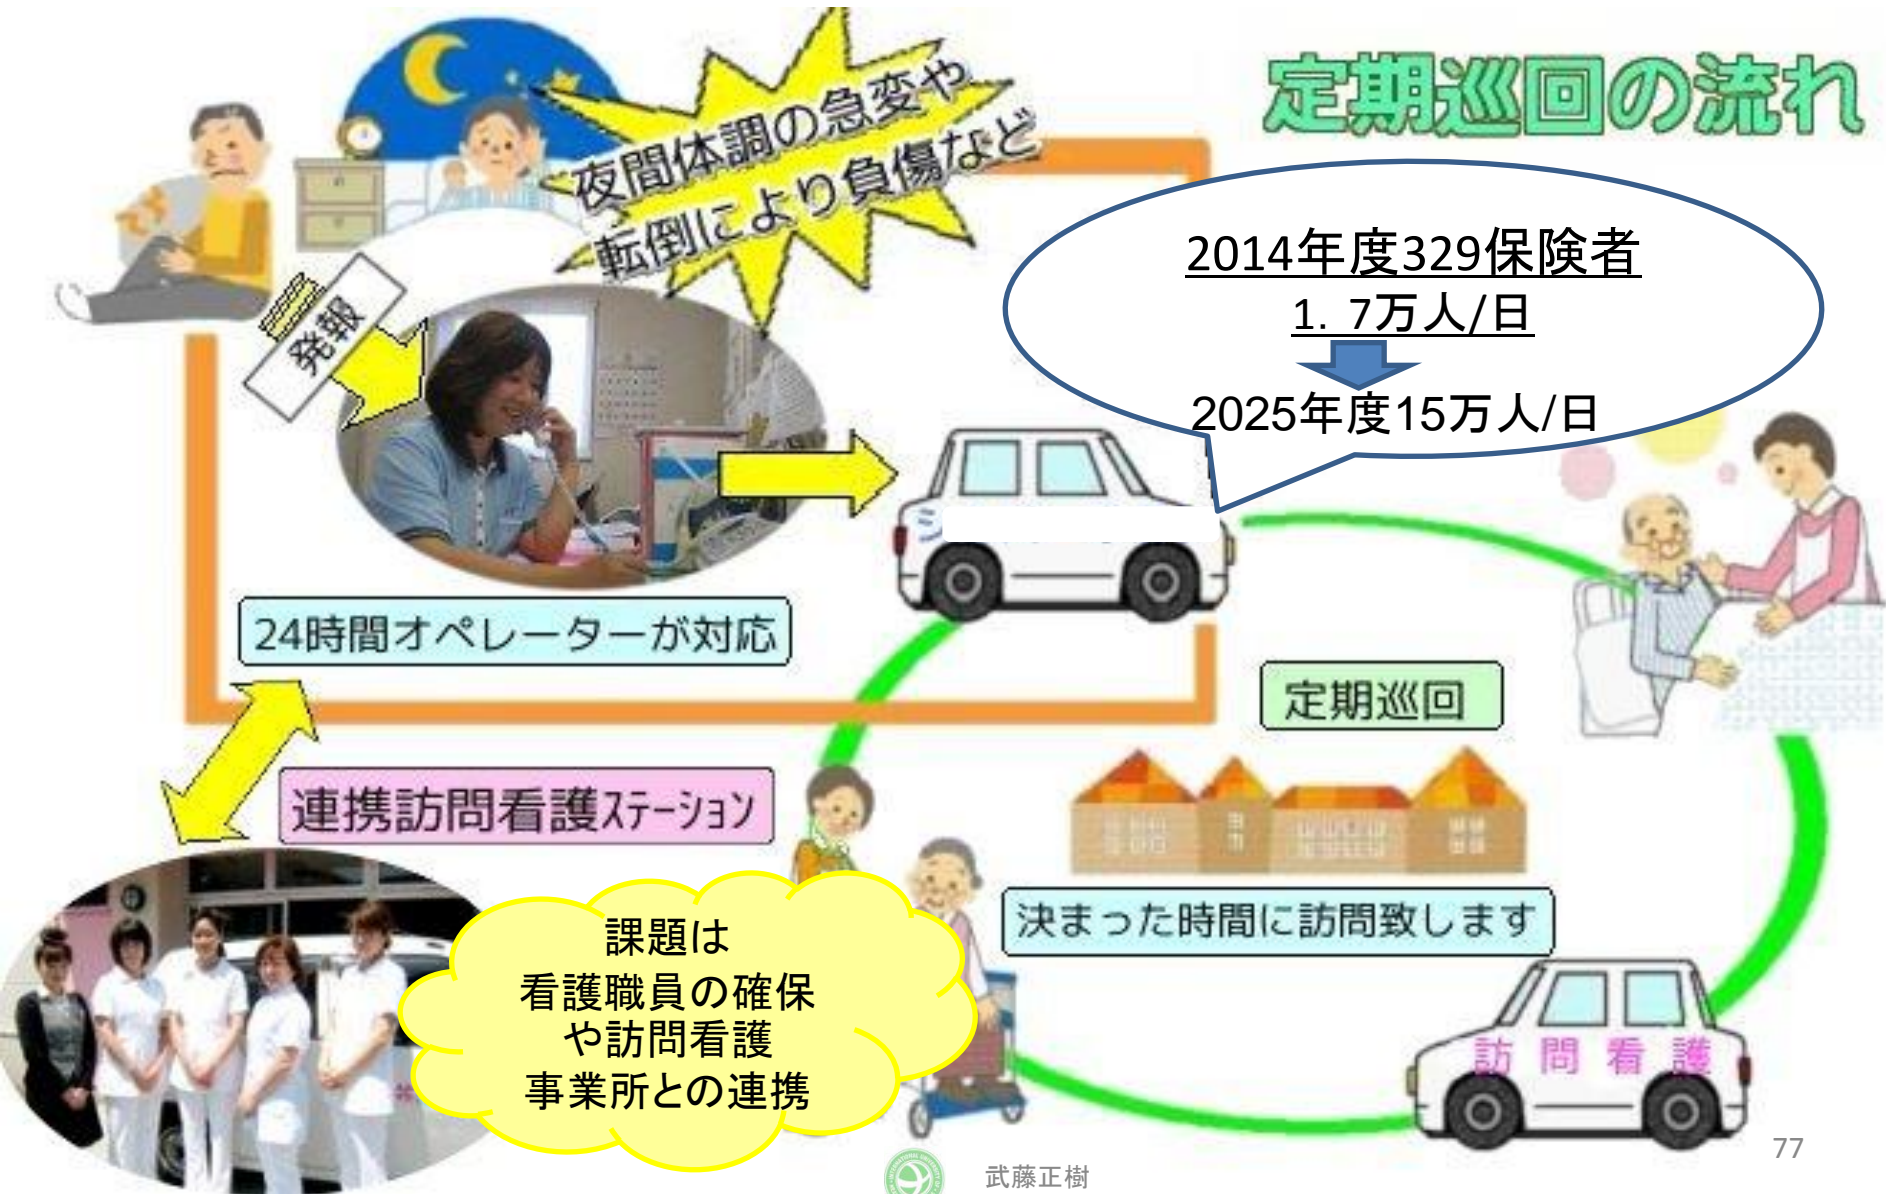 定期巡回の流れ
夜間体調の急変や
転倒により負傷など
2014年度329保険者
1．7万人/日
2025年度15万人/日
発報
24時間オペレーターが対応
定期巡回
連携訪問看護ｽﾃｰｼｮﾝ
決まった時間に訪問致します
課題は
看護職員の確保
や訪問看護
事業所との連携
訪問看護
武藤正樹
77